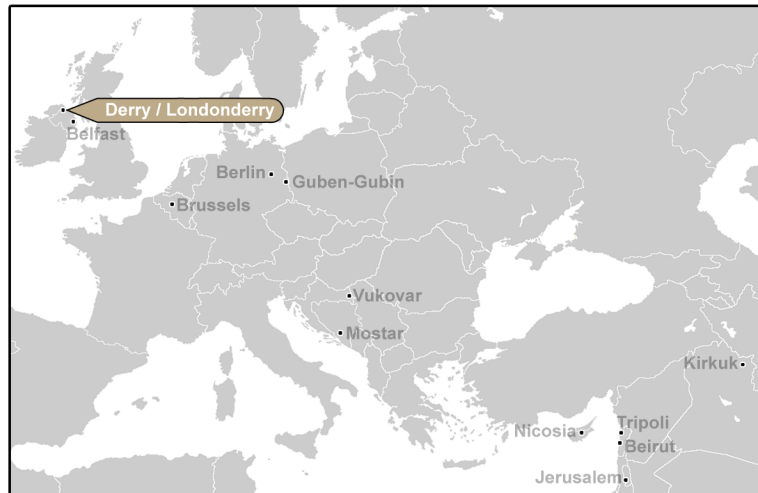 Derry / Londonderry
Belfast
Berlin
Guben-Gubin
Brussels
Vukovar
Mostar
Kirkuk
Nicosia
Tripoli
Beirut
Jerusalem